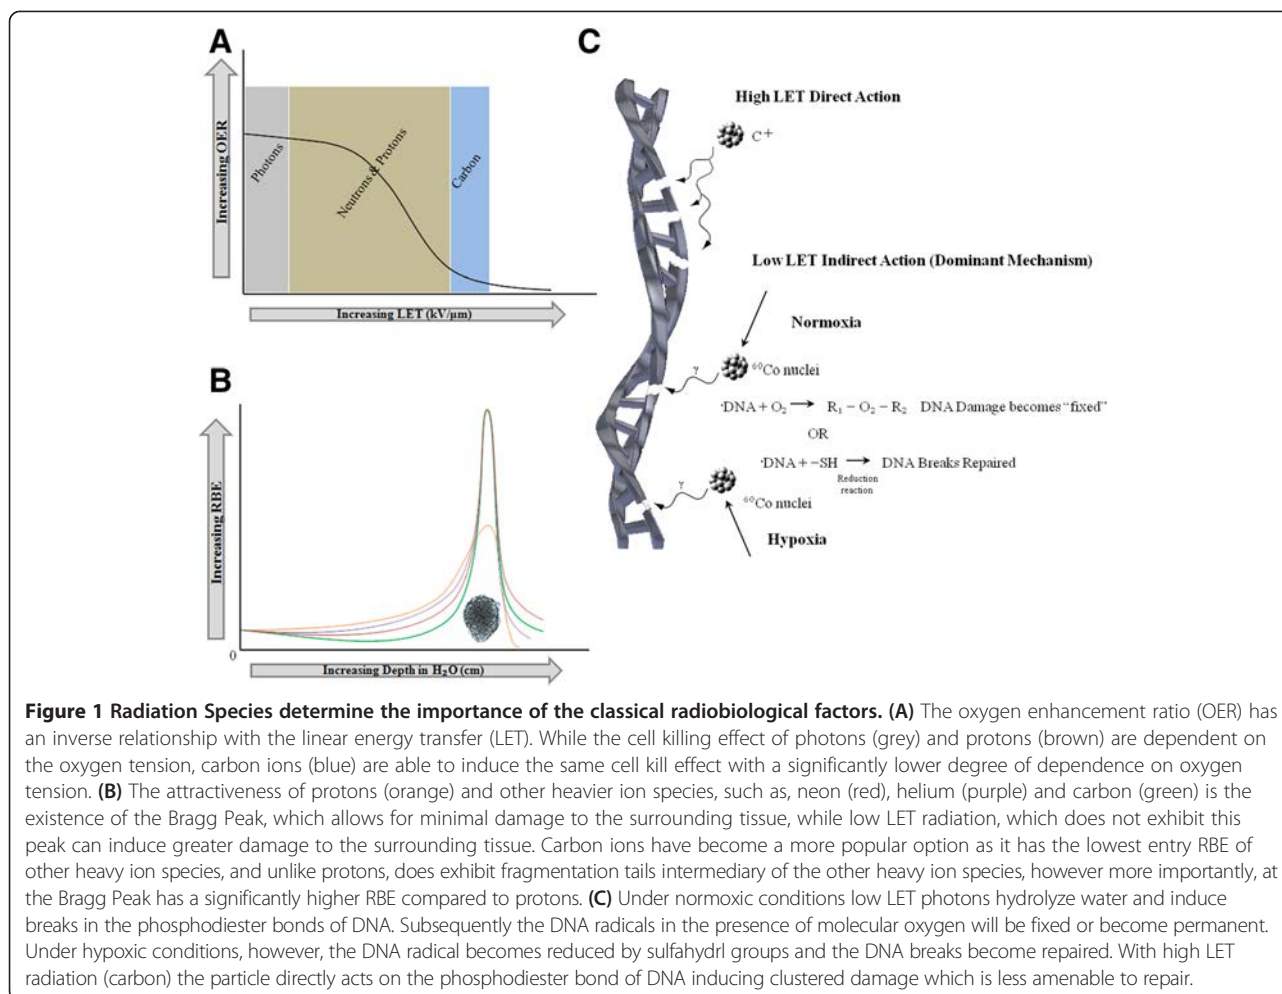 A
Increasing OER
Photons
Neutrons & Protons
Carbon
Increasing LET (kV/μm)
B
Increasing RBE
0
Increasing Depth in H₂O (cm)
C
High LET Direct Action
C⁺
Low LET Indirect Action (Dominant Mechanism)
Normoxia
γ
⁶⁰Co nuclei
·DNA + O₂ → R₁ – O₂ – R₂ DNA Damage becomes "fixed"
OR
·DNA + –SH → DNA Breaks Repaired
Reduction
reaction
γ
⁶⁰Co nuclei
Hypoxia
Figure 1 Radiation Species determine the importance of the classical radiobiological factors. (A) The oxygen enhancement ratio (OER) has
an inverse relationship with the linear energy transfer (LET). While the cell killing effect of photons (grey) and protons (brown) are dependent on
the oxygen tension, carbon ions (blue) are able to induce the same cell kill effect with a significantly lower degree of dependence on oxygen
tension. (B) The attractiveness of protons (orange) and other heavier ion species, such as, neon (red), helium (purple) and carbon (green) is the
existence of the Bragg Peak, which allows for minimal damage to the surrounding tissue, while low LET radiation, which does not exhibit this
peak can induce greater damage to the surrounding tissue. Carbon ions have become a more popular option as it has the lowest entry RBE of
other heavy ion species, and unlike protons, does exhibit fragmentation tails intermediary of the other heavy ion species, however more importantly, at
the Bragg Peak has a significantly higher RBE compared to protons. (C) Under normoxic conditions low LET photons hydrolyze water and induce
breaks in the phosphodiester bonds of DNA. Subsequently the DNA radicals in the presence of molecular oxygen will be fixed or become permanent.
Under hypoxic conditions, however, the DNA radical becomes reduced by sulfahydrl groups and the DNA breaks become repaired. With high LET
radiation (carbon) the particle directly acts on the phosphodiester bond of DNA inducing clustered damage which is less amenable to repair.